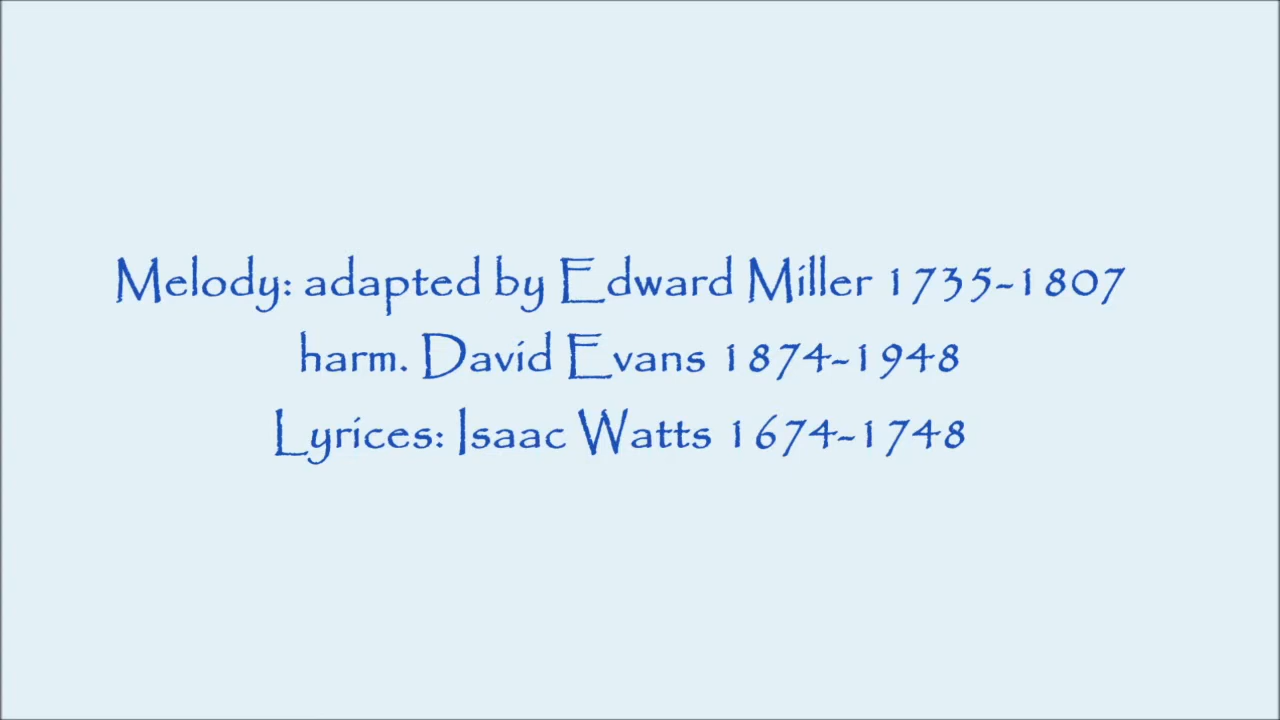 Melody: adapted by Edward Miller 1735-1807
harm. David Evans 1874-1948
Lyrices: Isaac Watts 1674-1748